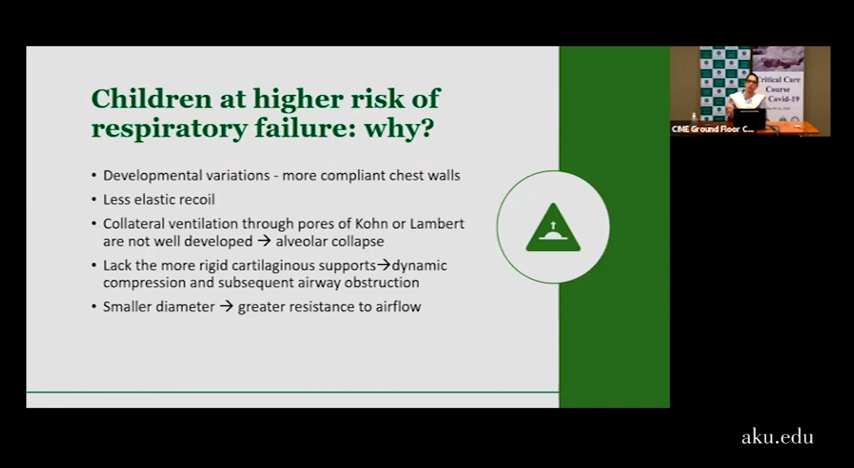 Children at higher risk of
respiratory failure: why?
• Developmental variations - more compliant chest walls
• Less elastic recoil
• Collateral ventilation through pores of Kohn or Lambert
are not well developed → alveolar collapse
• Lack the more rigid cartilaginous supports→dynamic
compression and subsequent airway obstruction
• Smaller diameter → greater resistance to airflow
Critical Care
Course
Covid-19
CIME Ground Floor C...
aku.edu